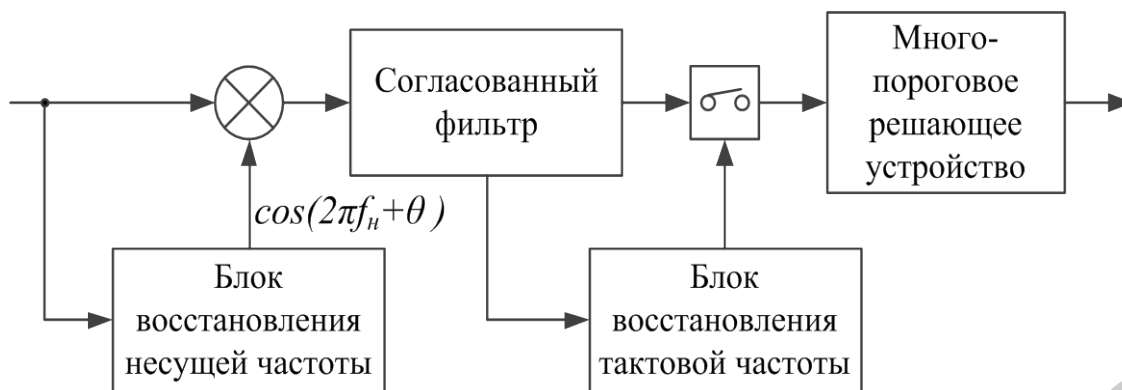 Согласованный
фильтр
Много-
пороговое
решающее
устройство
cos(2πfн+θ )
Блок
восстановления
несущей частоты
Блок
восстановления
тактовой частоты